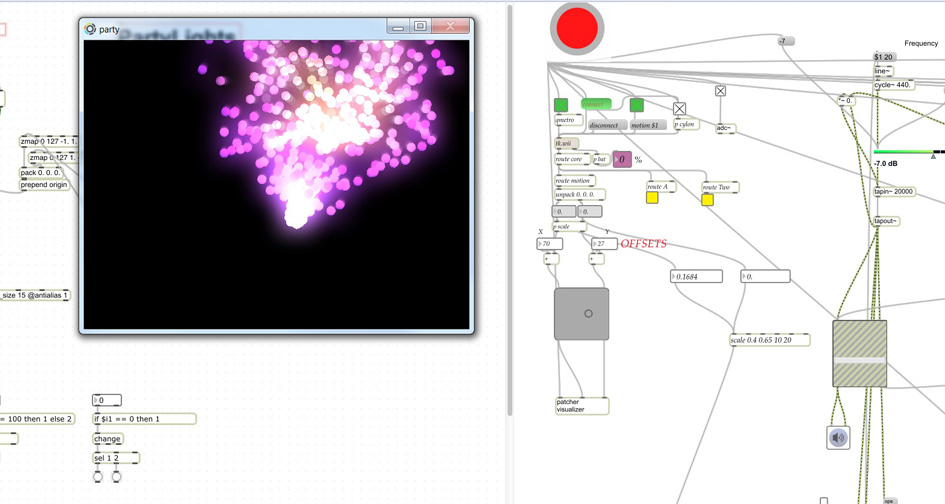 party
PartyLights
zmap 0 127 -1. 1.
zmap 0 127 1.
pack 0. 0. 0.
prepend origin
_size 15 @antialias 1
0
= 100 then 1 else 2
if $i1 == 0 then 1
change
sel 1 2
-7
Frequency
$1 20
line~
cycle~ 440.
*~ 0.
connect
qmetro
disconnect
motion $1
p cylon
adc~
tk.wii
route core
p bat
0
%
-7.0 dB
route motion
route A
route Two
unpack 0. 0. 0.
tapin~ 20000
0.
0.
p scale
tapout~
X
Y
70
27
OFFSETS
+
+
0.1684
0.
scale 0.4 0.65 10 20
patcher
visualizer